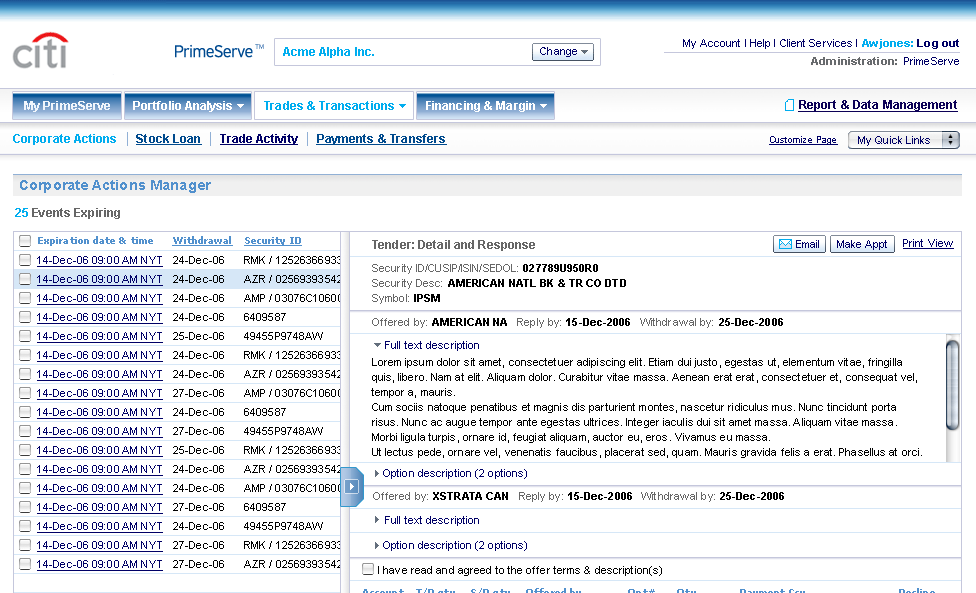 citi
PrimeServe™
Acme Alpha Inc.
Change
My Account | Help | Client Services | Awjones: Log out
Administration: PrimeServe
My PrimeServe
Portfolio Analysis
Trades & Transactions
Financing & Margin
Report & Data Management
Corporate Actions
Stock Loan
Trade Activity
Payments & Transfers
Customize Page
My Quick Links
Corporate Actions Manager
25 Events Expiring
Expiration date & time Withdrawal Security ID
14-Dec-06 09:00 AM NYT 24-Dec-06 RMK / 12526366933
14-Dec-06 09:00 AM NYT 24-Dec-06 AZR / 02569393542
14-Dec-06 09:00 AM NYT 24-Dec-06 AMP / 03076C10600
14-Dec-06 09:00 AM NYT 24-Dec-06 6409587
14-Dec-06 09:00 AM NYT 25-Dec-06 49455P9748AW
14-Dec-06 09:00 AM NYT 24-Dec-06 RMK / 12526366933
14-Dec-06 09:00 AM NYT 24-Dec-06 AZR / 02569393542
14-Dec-06 09:00 AM NYT 27-Dec-06 AMP / 03076C10600
14-Dec-06 09:00 AM NYT 24-Dec-06 6409587
14-Dec-06 09:00 AM NYT 27-Dec-06 49455P9748AW
14-Dec-06 09:00 AM NYT 25-Dec-06 RMK / 12526366933
14-Dec-06 09:00 AM NYT 24-Dec-06 AZR / 02569393542
14-Dec-06 09:00 AM NYT 24-Dec-06 AMP / 03076C10600
14-Dec-06 09:00 AM NYT 27-Dec-06 6409587
14-Dec-06 09:00 AM NYT 24-Dec-06 49455P9748AW
14-Dec-06 09:00 AM NYT 27-Dec-06 RMK / 12526366933
14-Dec-06 09:00 AM NYT 27-Dec-06 AZR / 02569393542
Tender: Detail and Response
Email
Make Appt
Print View
Security ID/CUSIP/ISIN/SEDOL: 027789U950R0
Security Desc: AMERICAN NATL BK & TR CO DTD
Symbol: IPSM
Offered by: AMERICAN NA Reply by: 15-Dec-2006 Withdrawal by: 25-Dec-2006
Full text description
Lorem ipsum dolor sit amet, consectetuer adipiscing elit. Etiam dui justo, egestas ut, elementum vitae, fringilla
quis, libero. Nam at elit. Aliquam dolor. Curabitur vitae massa. Aenean erat erat, consectetuer et, consequat vel,
tempor a, mauris.
Cum sociis natoque penatibus et magnis dis parturient montes, nascetur ridiculus mus. Nunc tincidunt porta
risus. Nunc ac augue tempor ante egestas ultrices. Integer iaculis dui sit amet massa. Aliquam vitae massa.
Morbi ligula turpis, ornare id, feugiat aliquam, auctor eu, eros. Vivamus eu massa.
Ut lectus pede, ornare vel, venenatis faucibus, placerat sed, quam. Mauris gravida felis a erat. Phasellus at orci.
Option description (2 options)
Offered by: XSTRATA CAN Reply by: 15-Dec-2006 Withdrawal by: 25-Dec-2006
Full text description
Option description (2 options)
I have read and agreed to the offer terms & description(s)
Account T/D qty S/D qty Offered by Opt# Qty Payment Ccy Decline